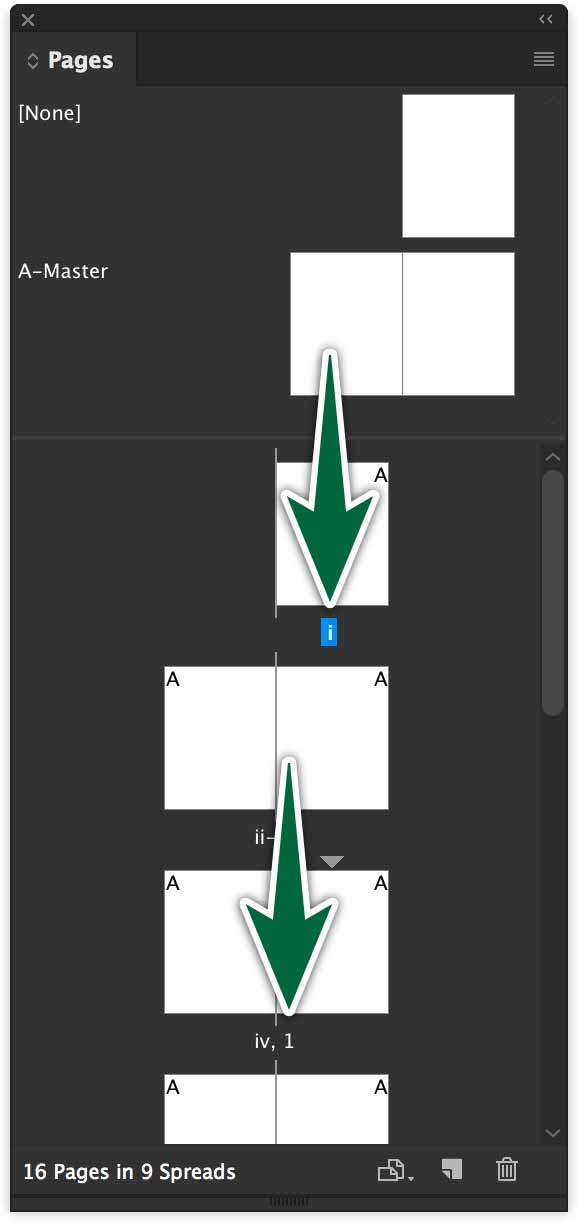 Pages
[None]
A-Master
A
i
A A
ii-
A A
iv, 1
A A
16 Pages in 9 Spreads